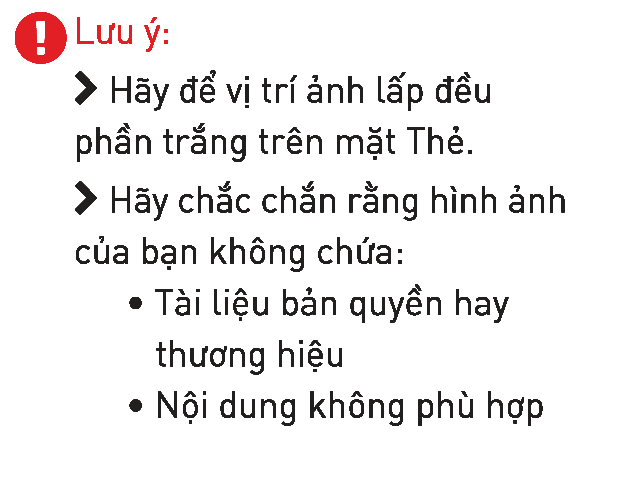 Lưu ý:
Hãy để vị trí ảnh lấp đều
phần trắng trên mặt Thẻ.
Hãy chắc chắn rằng hình ảnh
của bạn không chứa:
• Tài liệu bản quyền hay
thương hiệu
• Nội dung không phù hợp